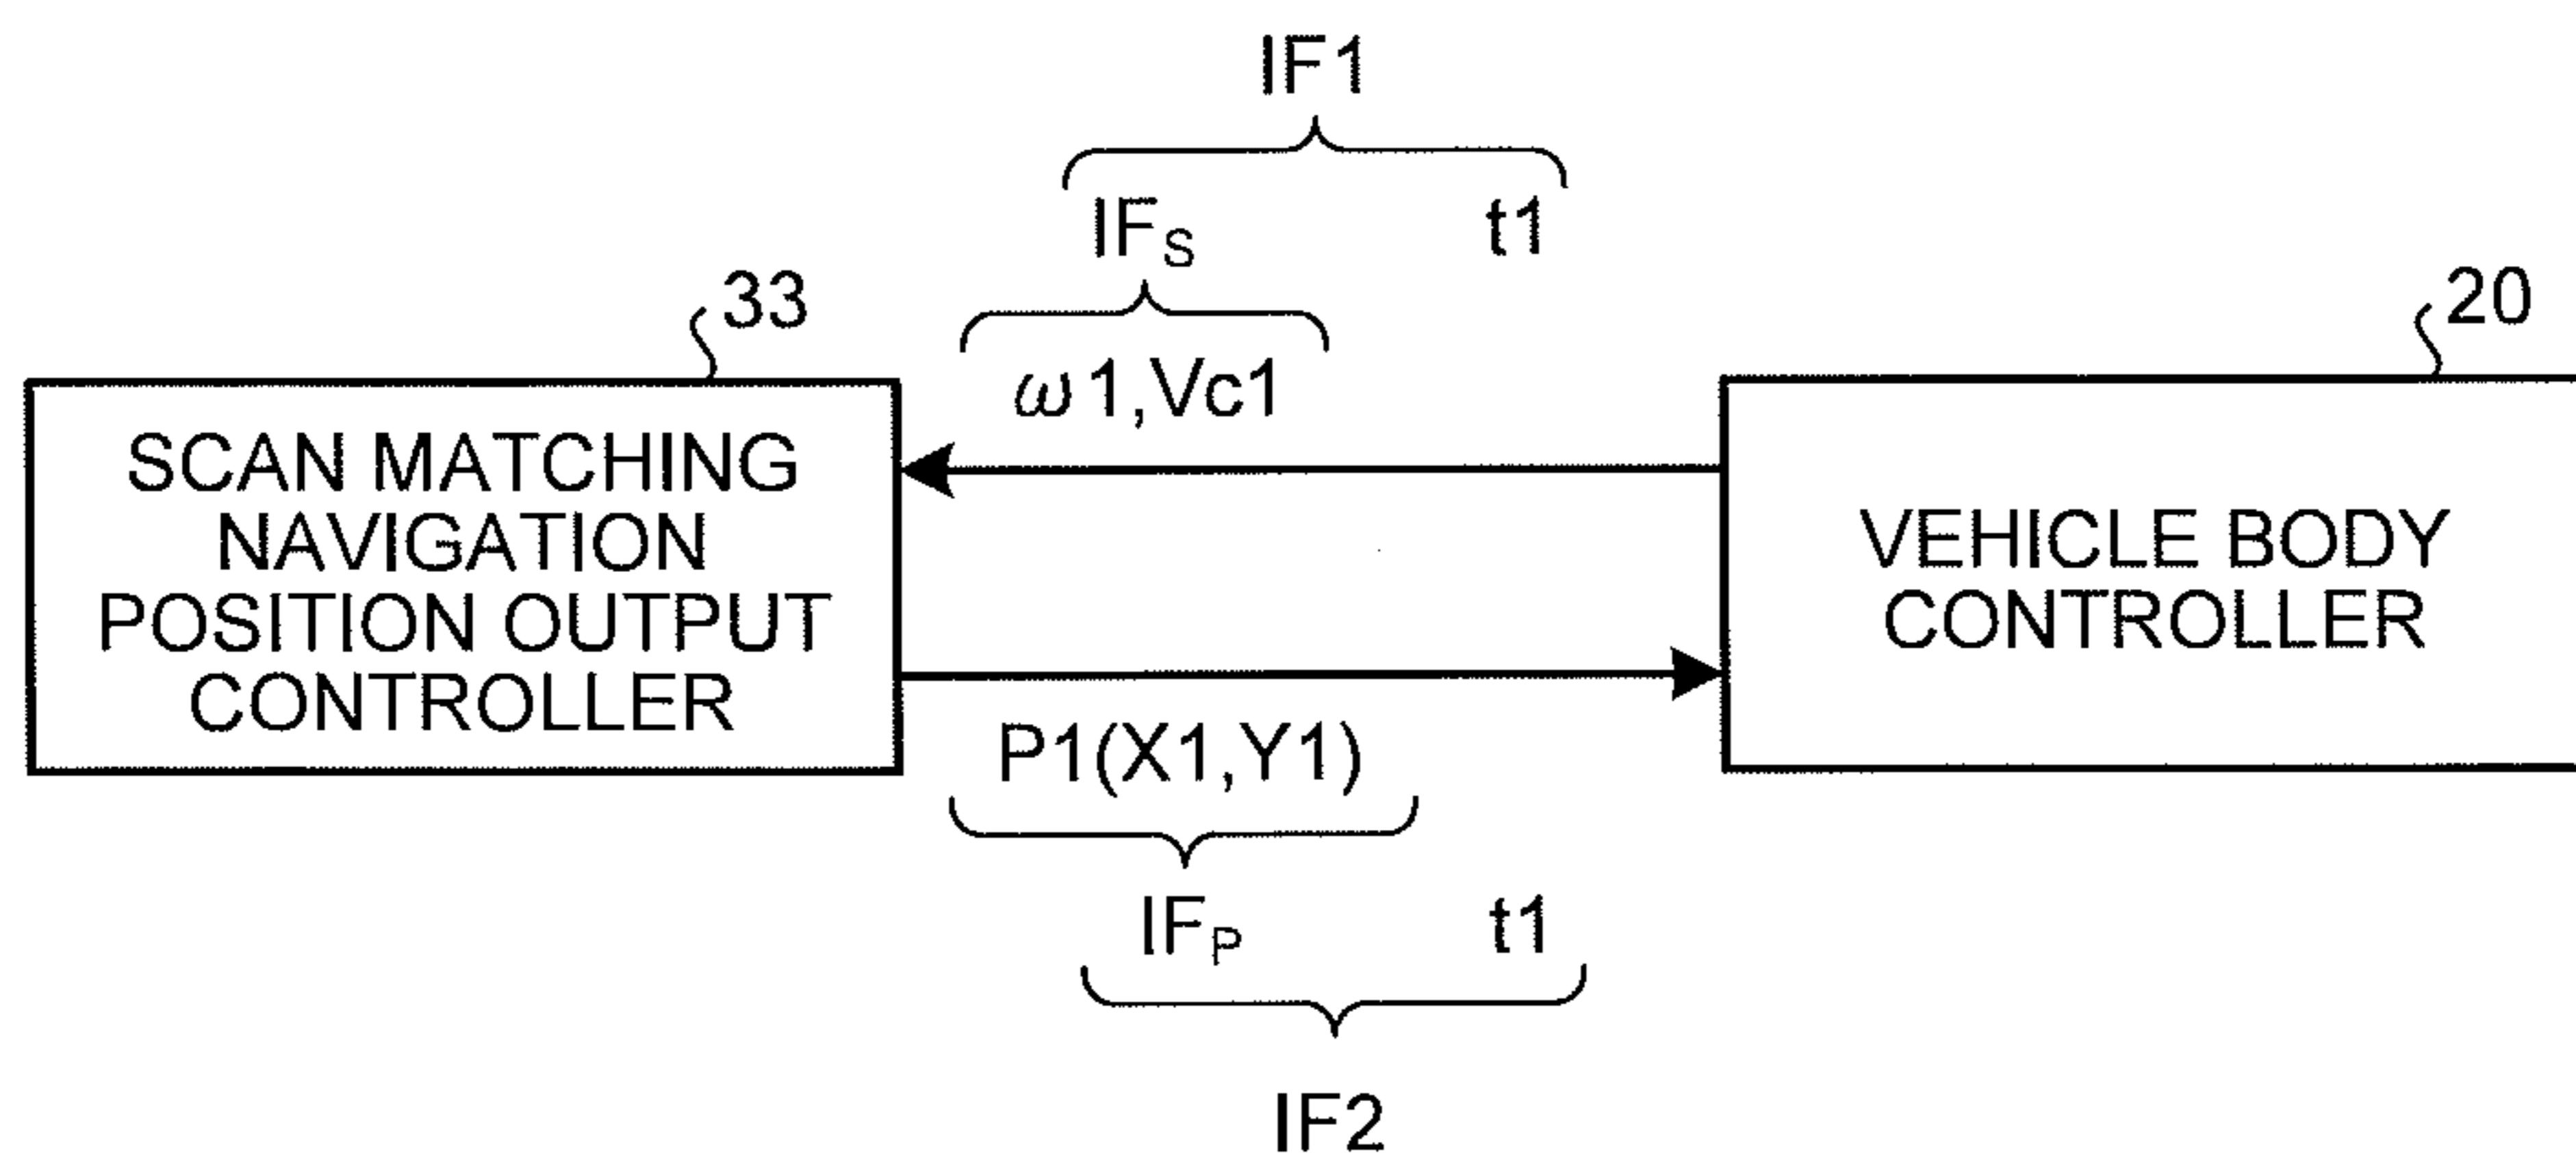 IF1
IFS t1
33
20
ω1,Vc1
SCAN MATCHING
NAVIGATION
POSITION OUTPUT
CONTROLLER
VEHICLE BODY
CONTROLLER
P1(X1,Y1)
IFP t1
IF2